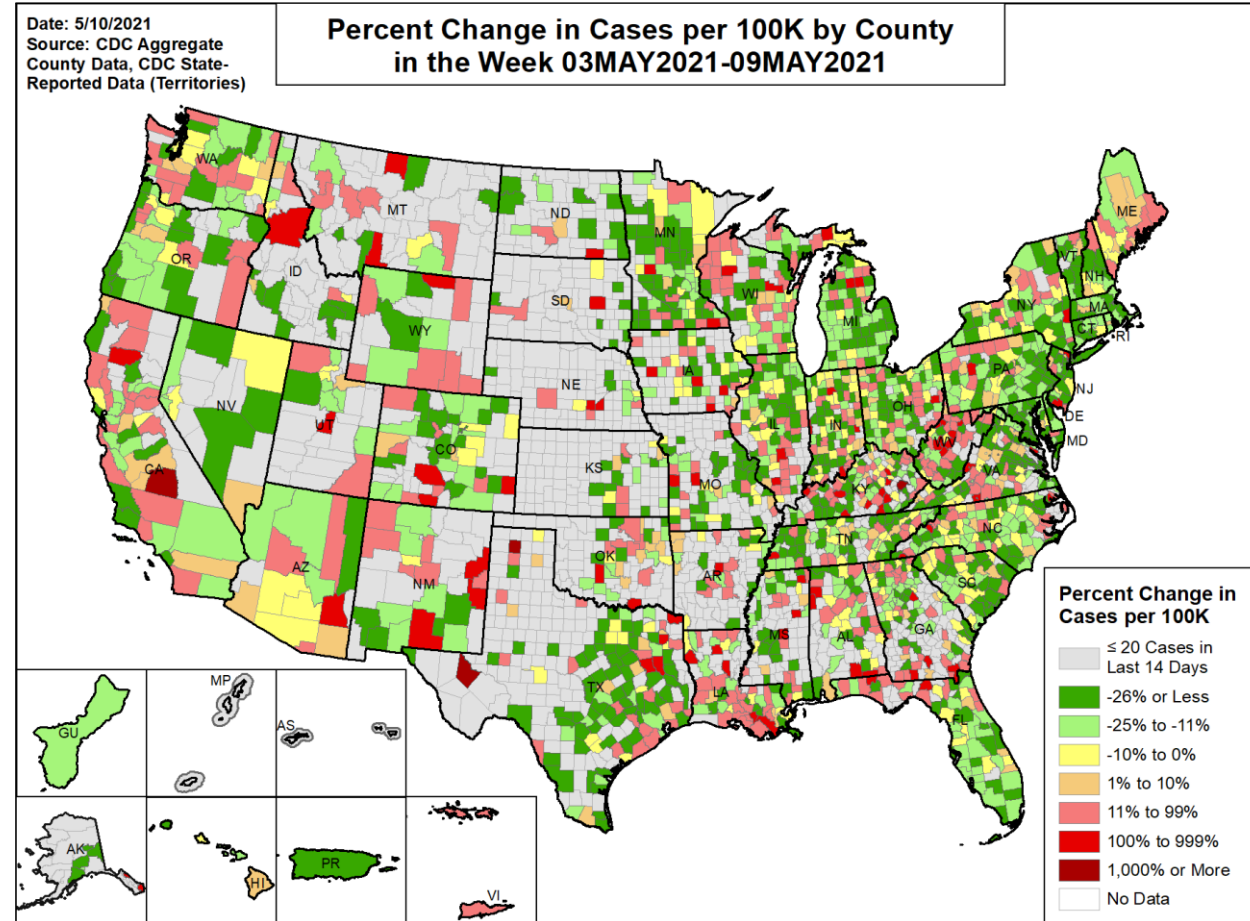 Date: 5/10/2021
Source: CDC Aggregate
County Data, CDC State-
Reported Data (Territories)
Percent Change in Cases per 100K by County
in the Week 03MAY2021-09MAY2021
WA
MT
ND
MN
ME
OR
ID
SD
WI
MI
VT
NH
NY
MA
CT
RI
WY
NE
IA
PA
NJ
NV
UT
CO
IL
IN
OH
DE
MD
WV
VA
CA
KS
MO
KY
AZ
NM
OK
AR
TN
NC
SC
TX
LA
MS
AL
GA
FL
GU
MP
AS
AK
HI
PR
VI
Percent Change in
Cases per 100K
≤ 20 Cases in
Last 14 Days
-26% or Less
-25% to -11%
-10% to 0%
1% to 10%
11% to 99%
100% to 999%
1,000% or More
No Data